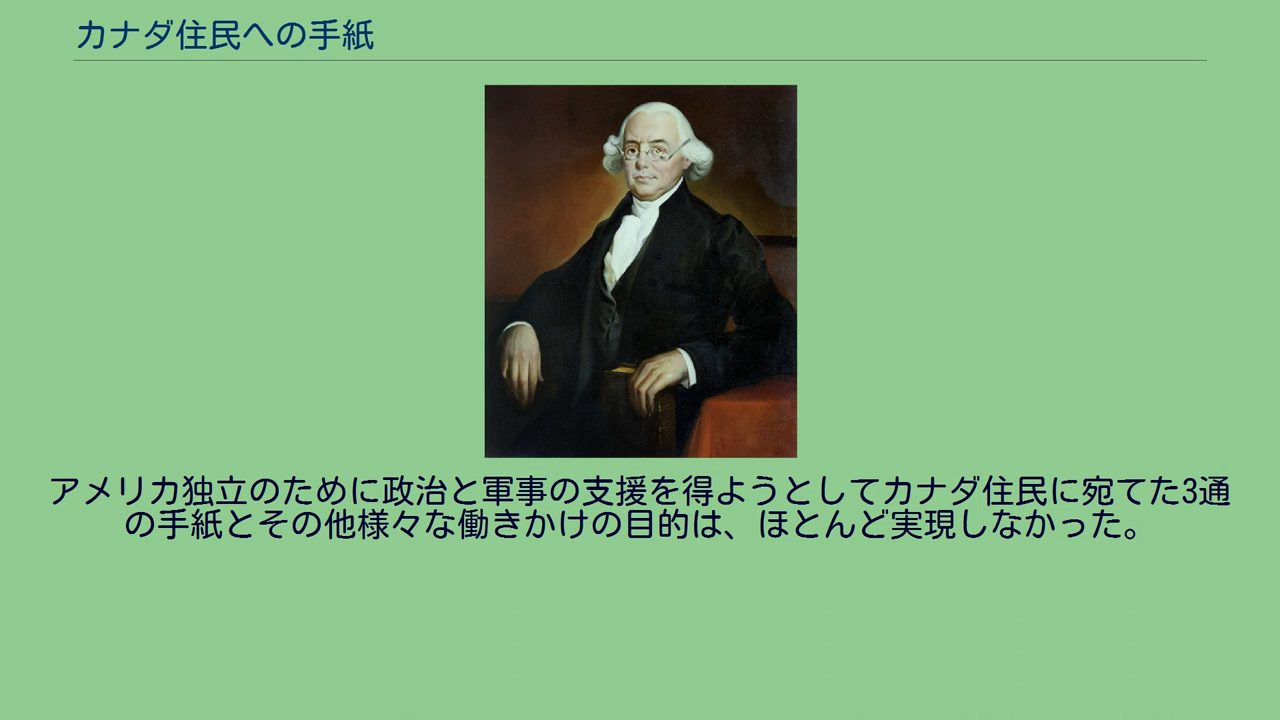 カナダ住民への手紙
アメリカ独立のために政治と軍事の支援を得ようとしてカナダ住民に宛てた3通
の手紙とその他様々な働きかけの目的は、ほとんど実現しなかった。